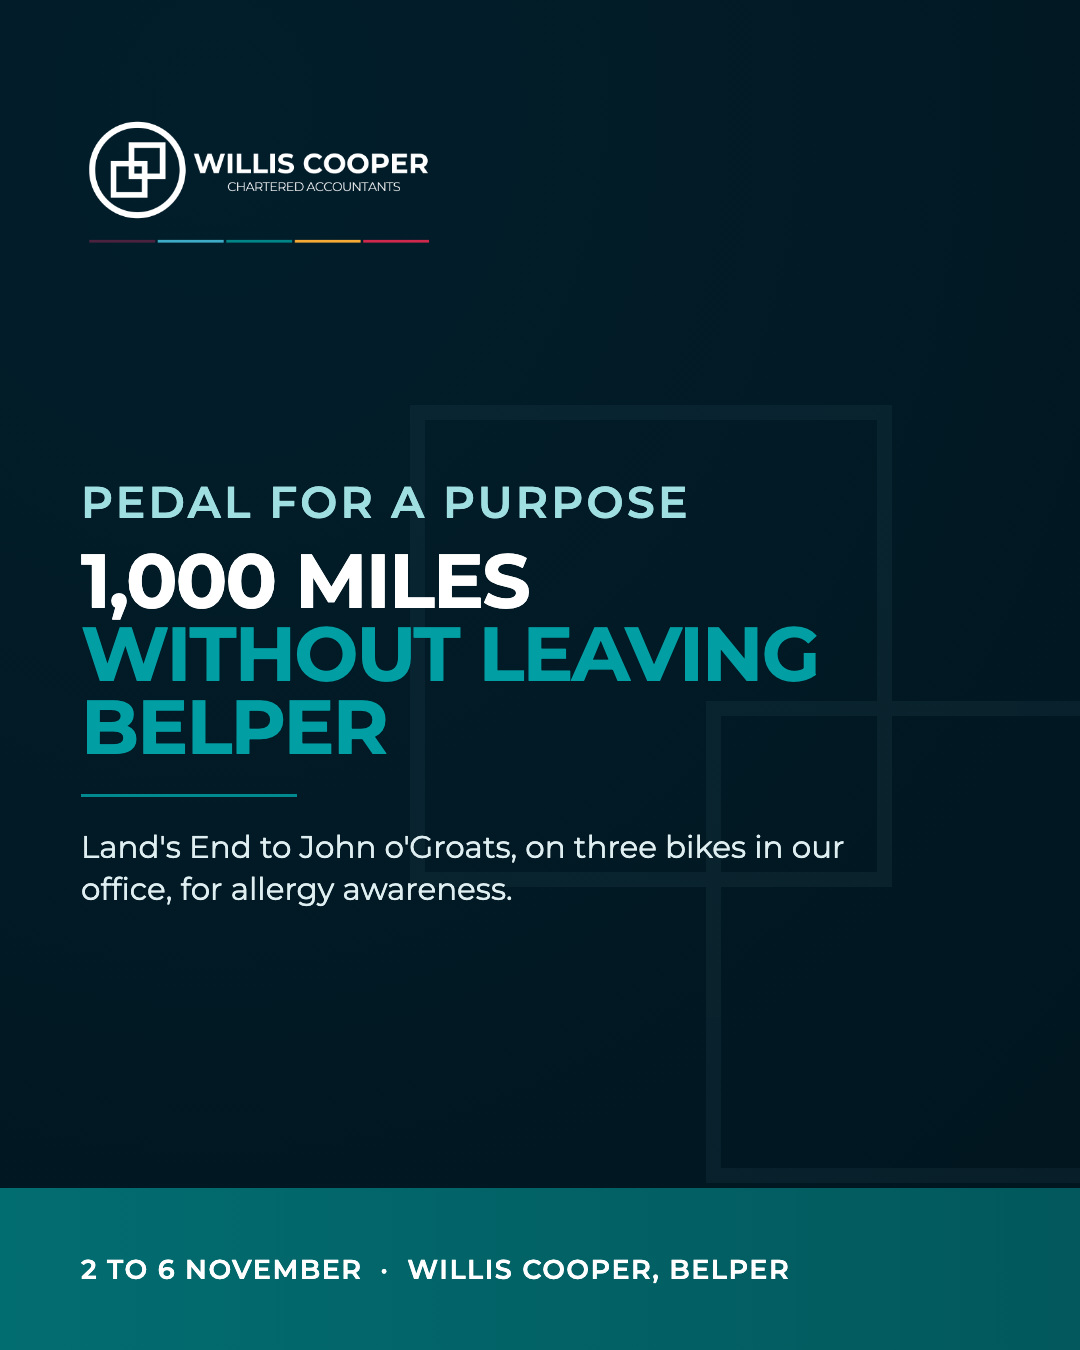 WILLIS COOPER
CHARTERED ACCOUNTANTS
PEDAL FOR A PURPOSE
1,000 MILES
WITHOUT LEAVING
BELPER
Land's End to John o'Groats, on three bikes in our
office, for allergy awareness.
2 TO 6 NOVEMBER · WILLIS COOPER, BELPER